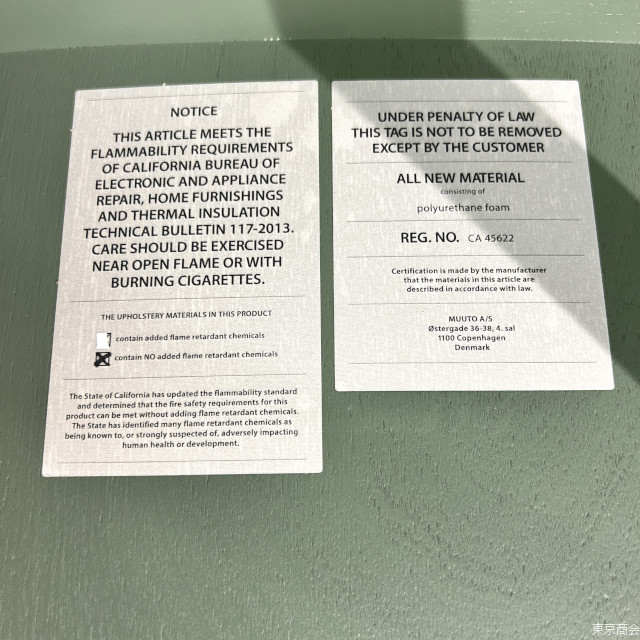 NOTICE
THIS ARTICLE MEETS THE
FLAMMABILITY REQUIREMENTS
OF CALIFORNIA BUREAU OF
ELECTRONIC AND APPLIANCE
REPAIR, HOME FURNISHINGS
AND THERMAL INSULATION
TECHNICAL BULLETIN 117-2013.
CARE SHOULD BE EXERCISED
NEAR OPEN FLAME OR WITH
BURNING CIGARETTES.
THE UPHOLSTERY MATERIALS IN THIS PRODUCT
contain added flame retardant chemicals
contain NO added flame retardant chemicals
The State of California has updated the flammability standard
and determined that the fire safety requirements for this
product can be met without adding flame retardant chemicals.
The State has identified many flame retardant chemicals as
being known to, or strongly suspected of, adversely impacting
human health or development.
UNDER PENALTY OF LAW
THIS TAG IS NOT TO BE REMOVED
EXCEPT BY THE CUSTOMER
ALL NEW MATERIAL
consisting of
polyurethane foam
REG. NO. CA 45622
Certification is made by the manufacturer
that the materials in this article are
described in accordance with law.
MUUTO A/S
Østergade 36-38, 4. sal
1100 Copenhagen
Denmark
東京商会